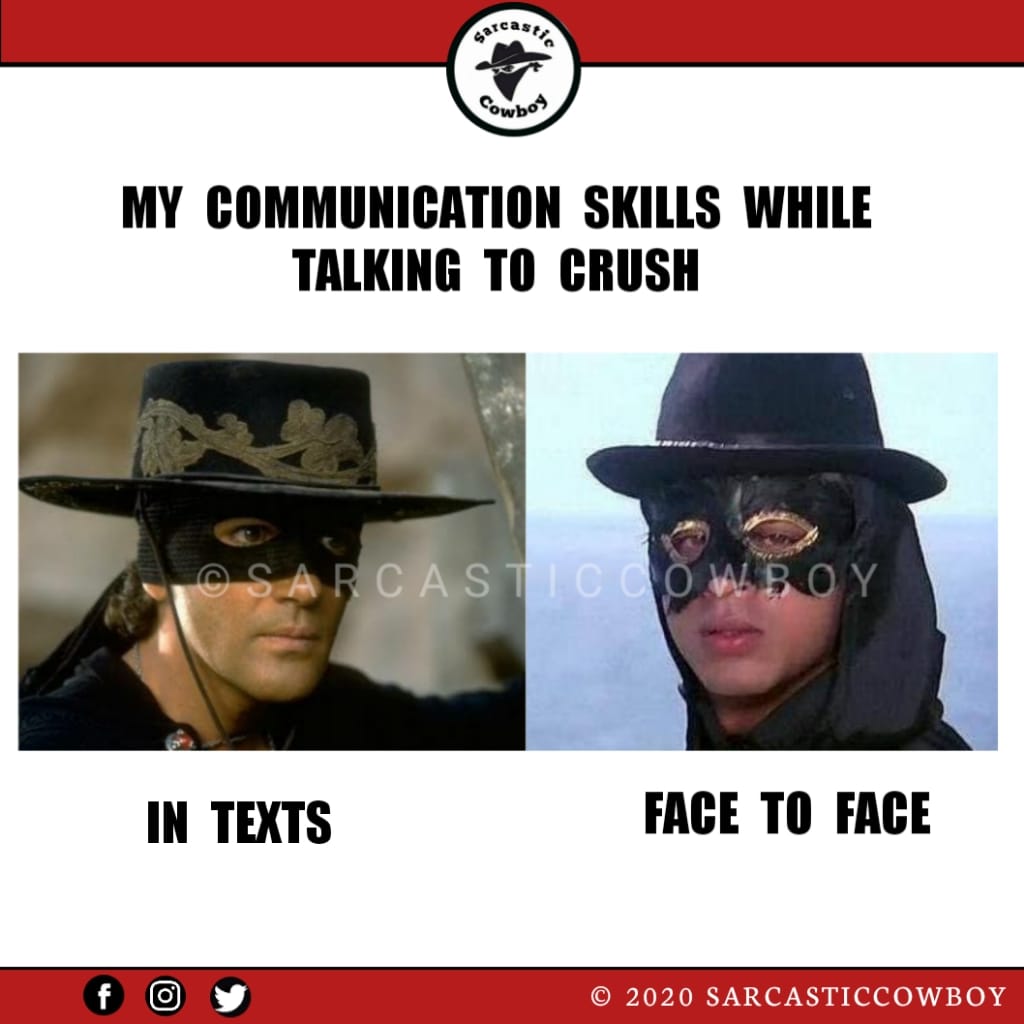 Sarcastic
Cowboy
MY COMMUNICATION SKILLS WHILE
TALKING TO CRUSH
©SARCASTICCOWBOY
IN TEXTS
FACE TO FACE
© 2020 SARCASTICCOWBOY